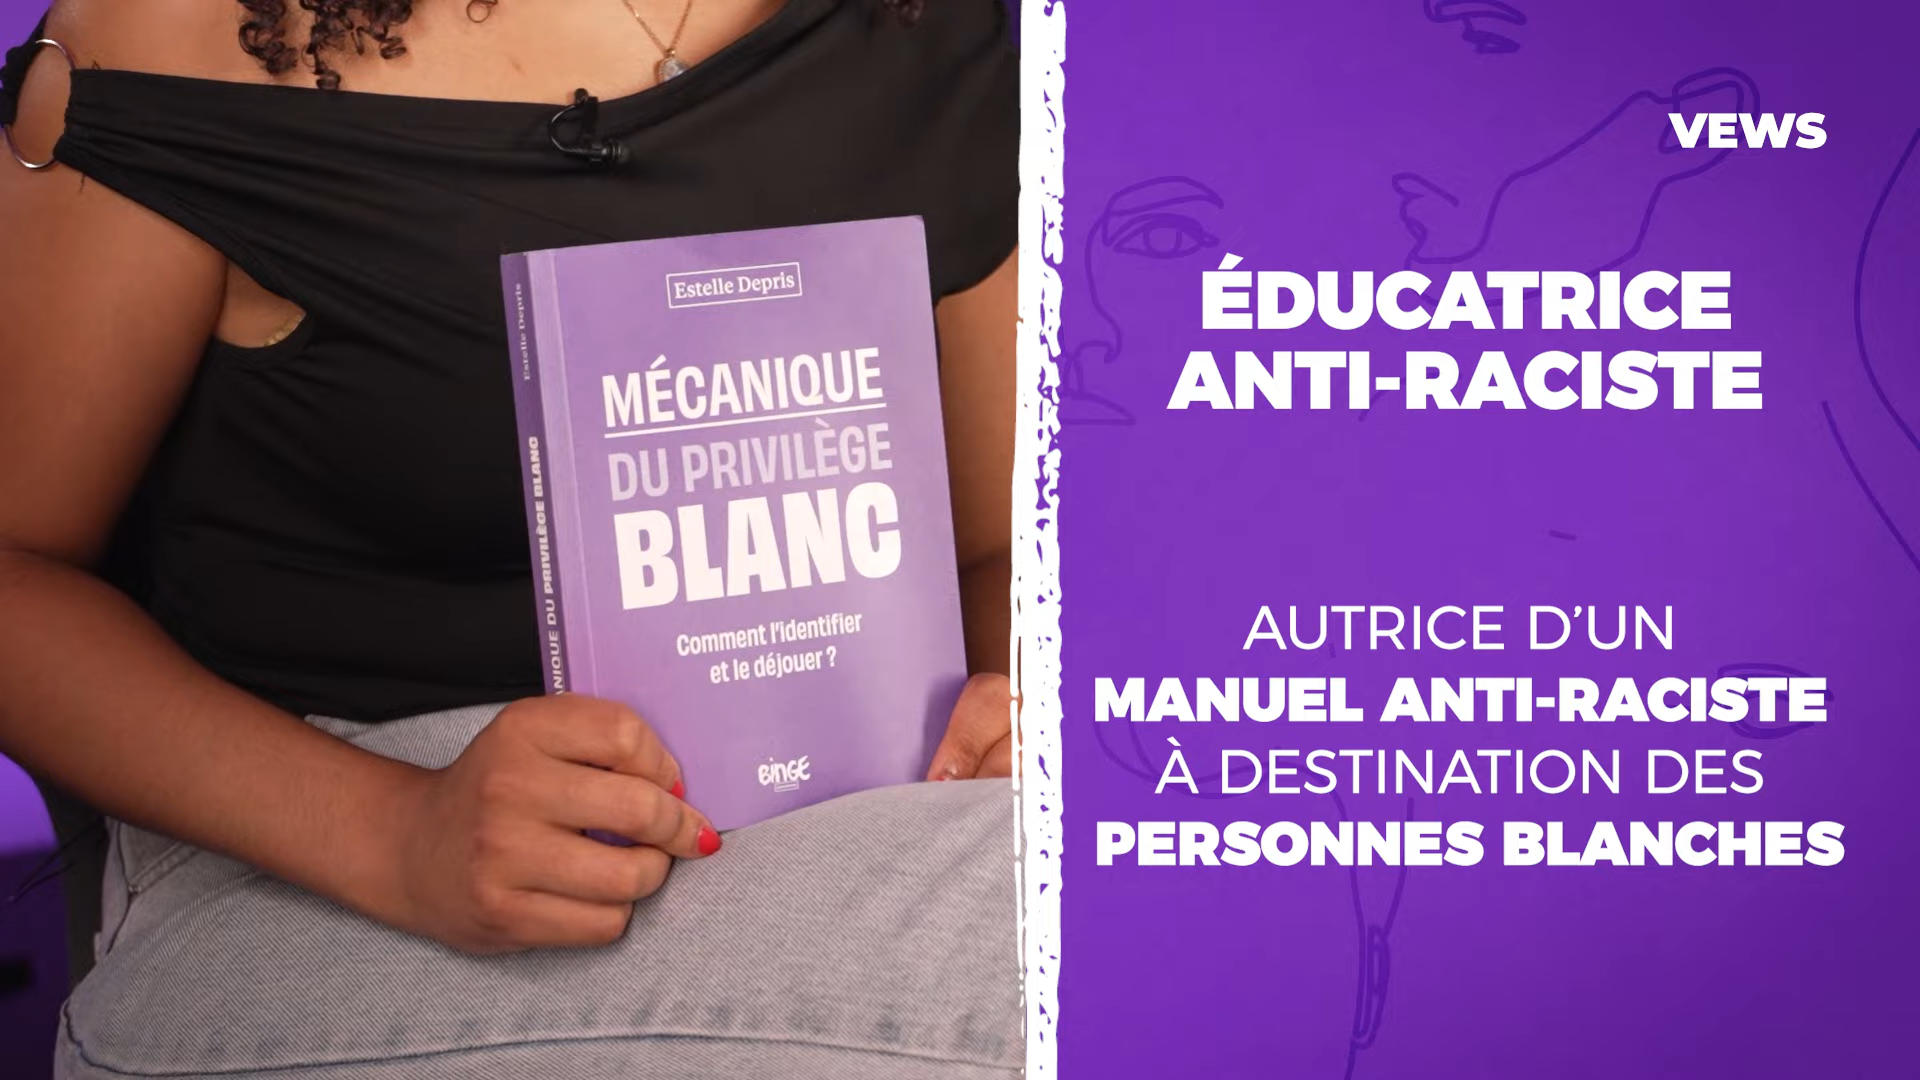 Estelle Depris
MÉCANIQUE
DU PRIVILÈGE
BLANC
Comment l'identifier
et le déjouer ?
BINGE
Estelle Depris
ANIQUE DU PRIVILÈGE BLANC
VEWS
ÉDUCATRICE
ANTI-RACISTE
AUTRICE D'UN
MANUEL ANTI-RACISTE
À DESTINATION DES
PERSONNES BLANCHES